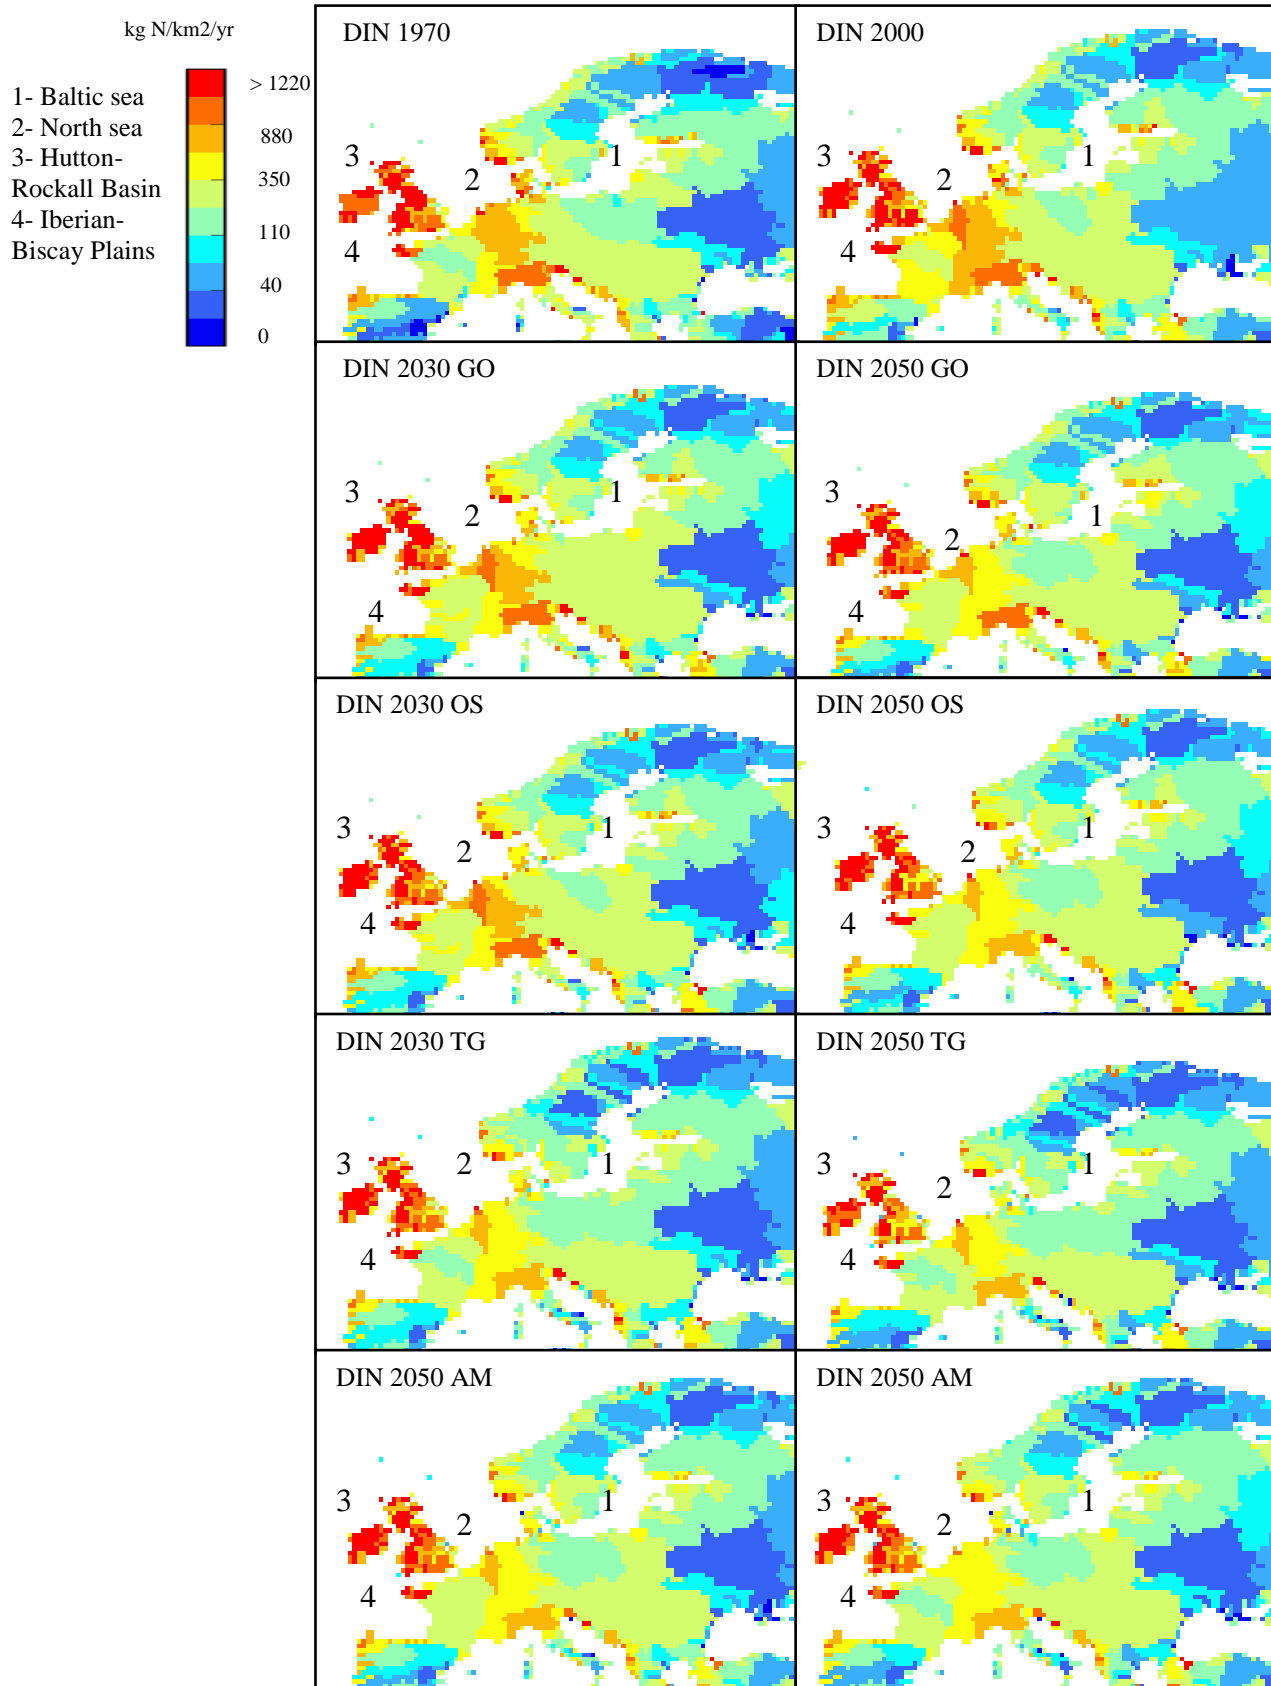 kg N/km2/yr
1- Baltic sea
2- North sea
3- Hutton-
Rockall Basin
4- Iberian-
Biscay Plains
> 1220
880
350
110
40
0
DIN 1970
1
2
3
4
DIN 2000
1
2
3
4
DIN 2030 GO
1
2
3
4
DIN 2050 GO
1
2
3
4
DIN 2030 OS
1
2
3
4
DIN 2050 OS
1
2
3
4
DIN 2030 TG
1
2
3
4
DIN 2050 TG
1
2
3
4
DIN 2050 AM
1
2
3
4
DIN 2050 AM
1
2
3
4